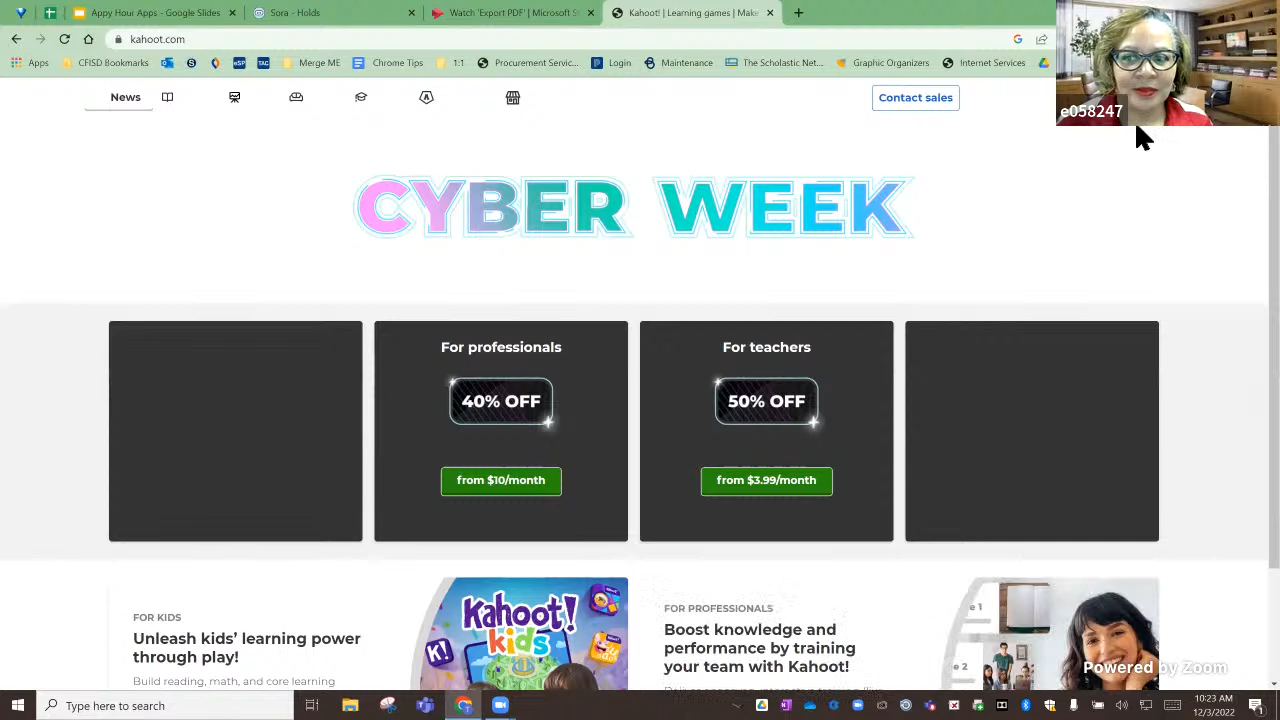 App - Google Slides
Sora - Holds
Watch 'Export PDF' | Microsoft St
Kahoot! | Learning games | Make
kahoot.com
Apps
CFISD Bookmarks
Merge ME
Chrome Tips
1:1
Procurement Servi...
Login
Maintenance
The Scholastic Net...
Graphic Organizers
Internet Services
News
Contact sales
e058247
CYBER WEEK
For professionals
40% OFF
from $10/month
For teachers
50% OFF
from $3.99/month
FOR KIDS
Unleash kids' learning power
through play!
Build reading, math, and core learning
Kahoot!
kids
K!
FOR PROFESSIONALS
Boost knowledge and
performance by training
your team with Kahoot!
e 1
e 2
Powered by Zoom
Type here to search
10:23 AM
12/3/2022